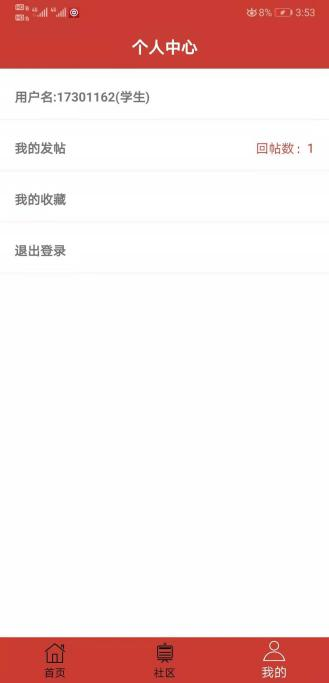 8% 3:53
个人中心
用户名:17301162(学生)
我的发帖 回帖数：1
我的收藏
退出登录
首页 社区 我的